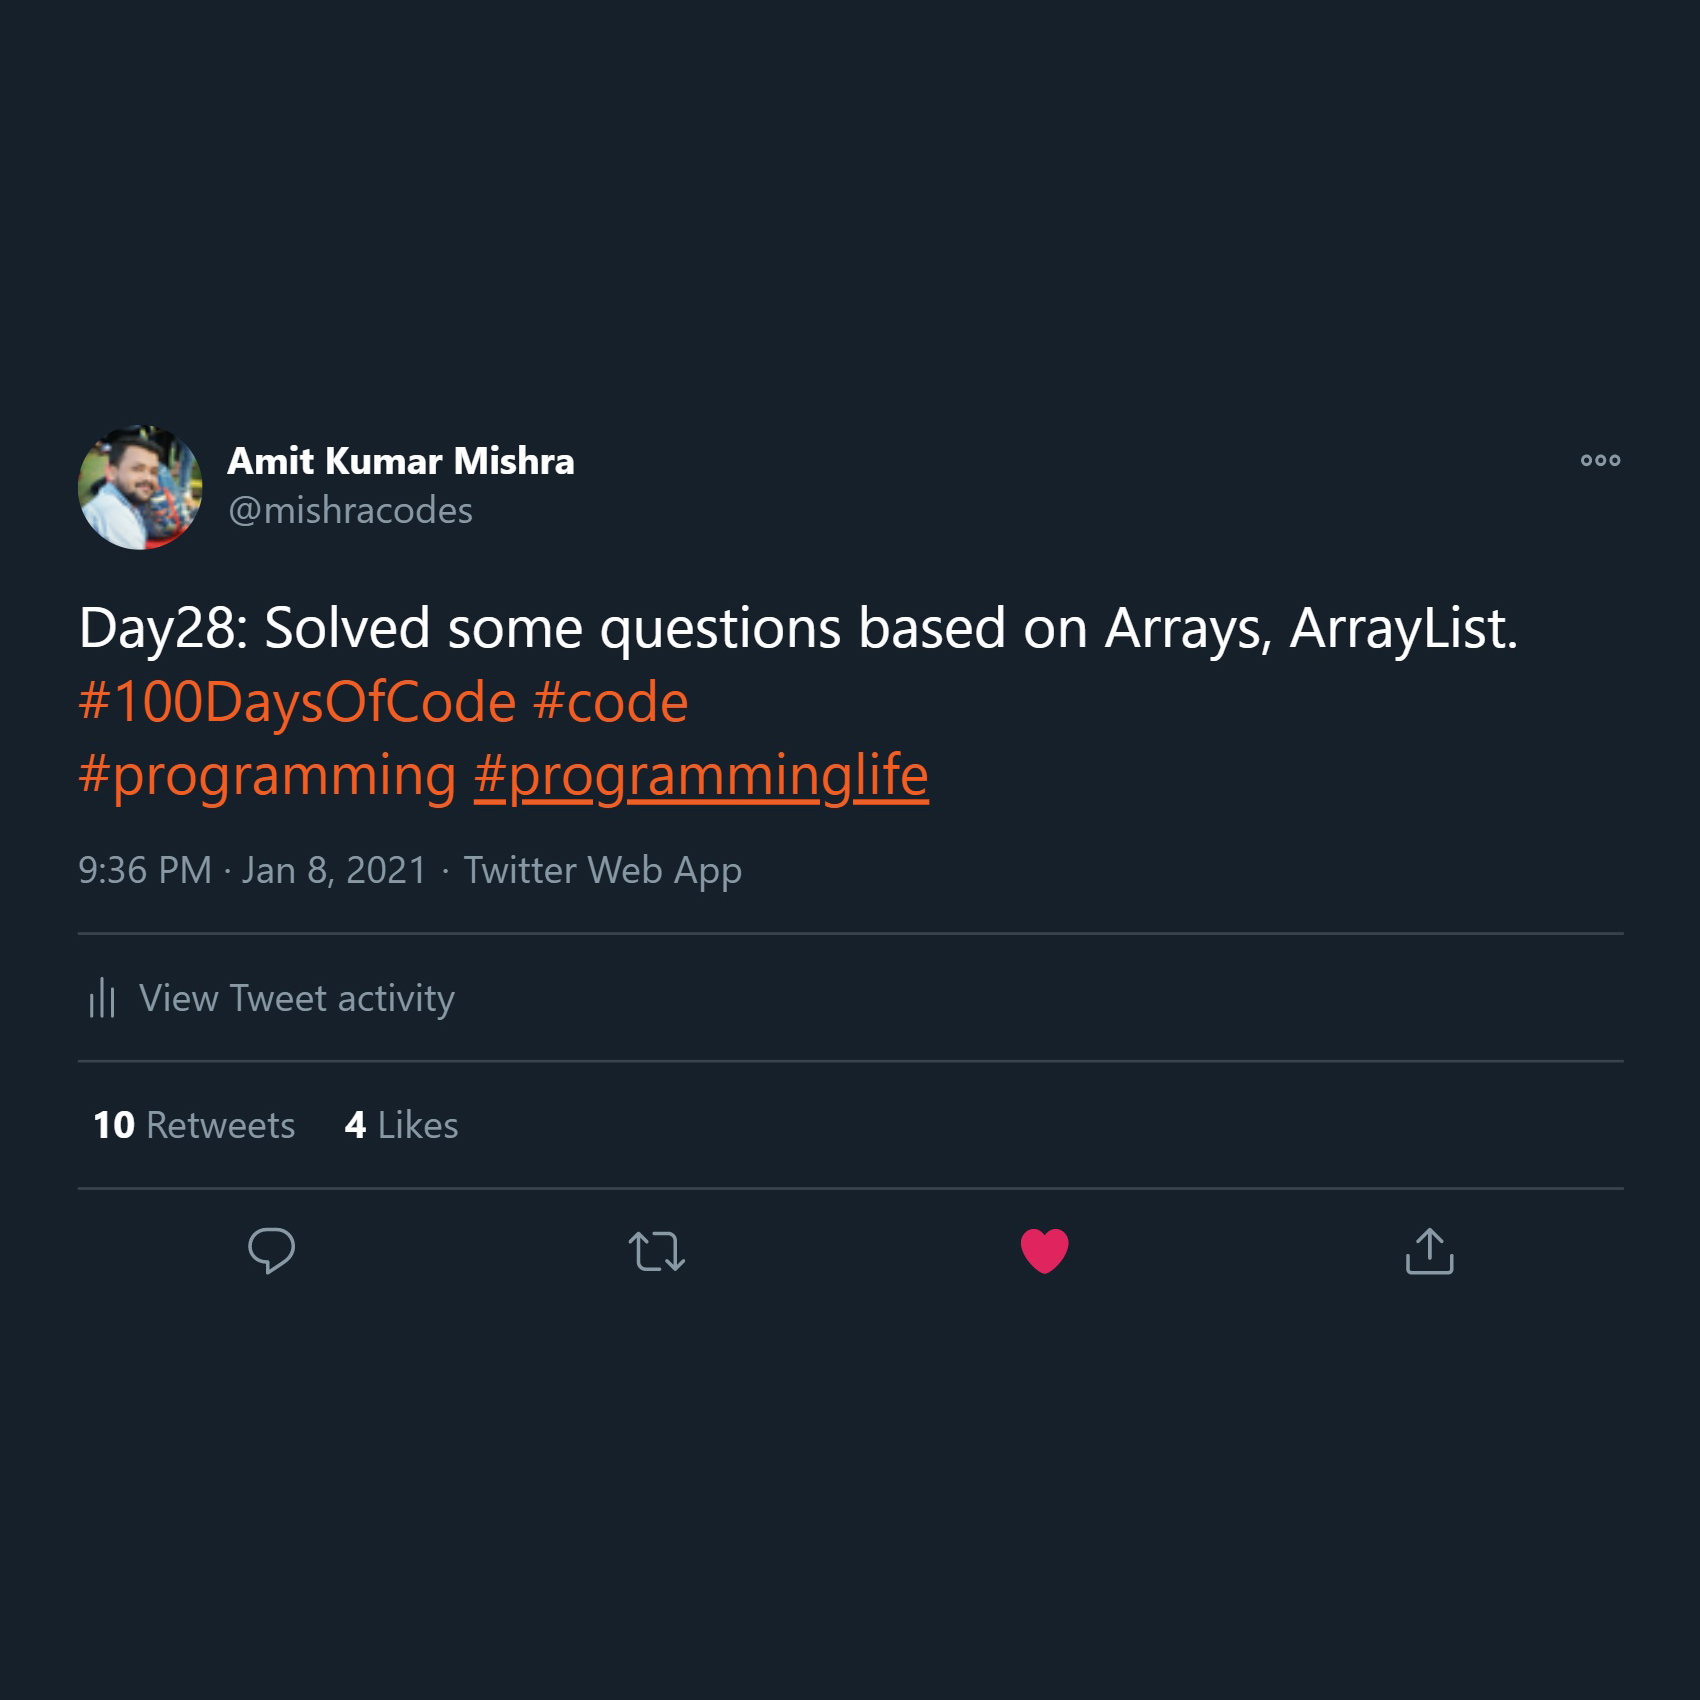 Amit Kumar Mishra
@mishracodes
Day28: Solved some questions based on Arrays, ArrayList.
#100DaysOfCode #code
#programming #programminglife
9:36 PM · Jan 8, 2021 · Twitter Web App
View Tweet activity
10 Retweets 4 Likes